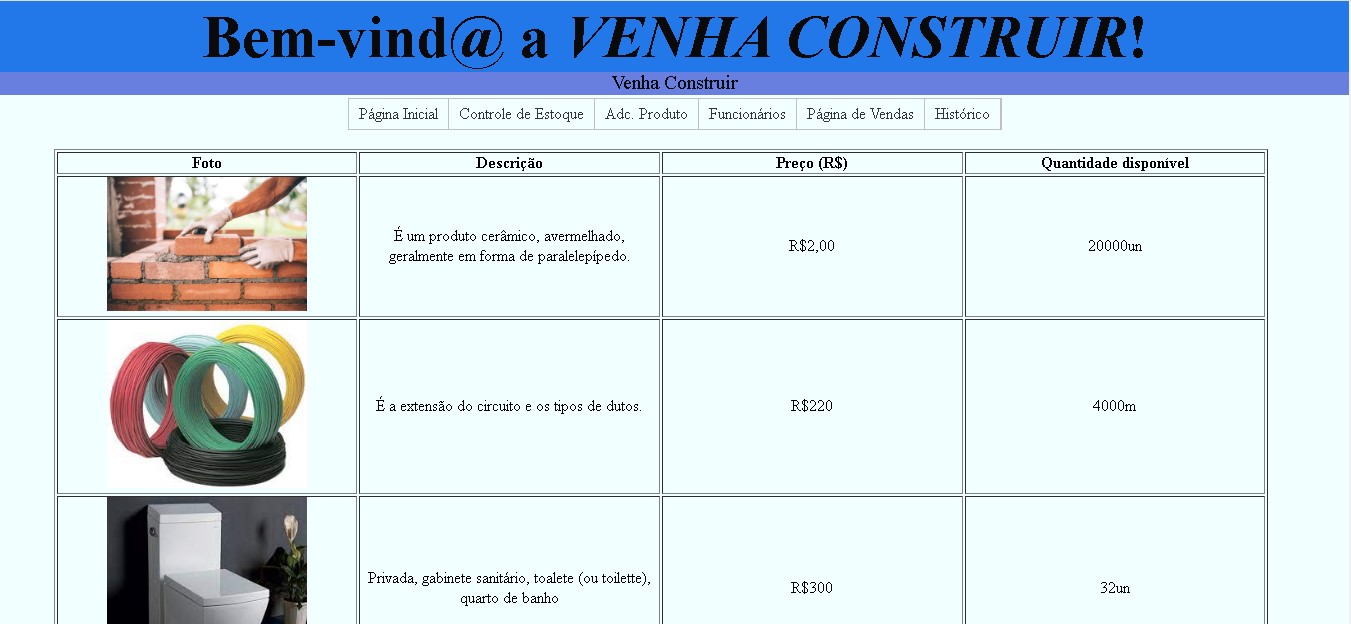 Bem-vind@ a VENHA CONSTRUIR!
Venha Construir
Página Inicial Controle de Estoque Adc. Produto Funcionários Página de Vendas Histórico
Foto Descrição Preço (R$) Quantidade disponível
É um produto cerâmico, avermelhado,
geralmente em forma de paralelepípedo.
R$2,00
20000un
É a extensão do circuito e os tipos de dutos.
R$220
4000m
Privada, gabinete sanitário, toalete (ou toilette),
quarto de banho
R$300
32un